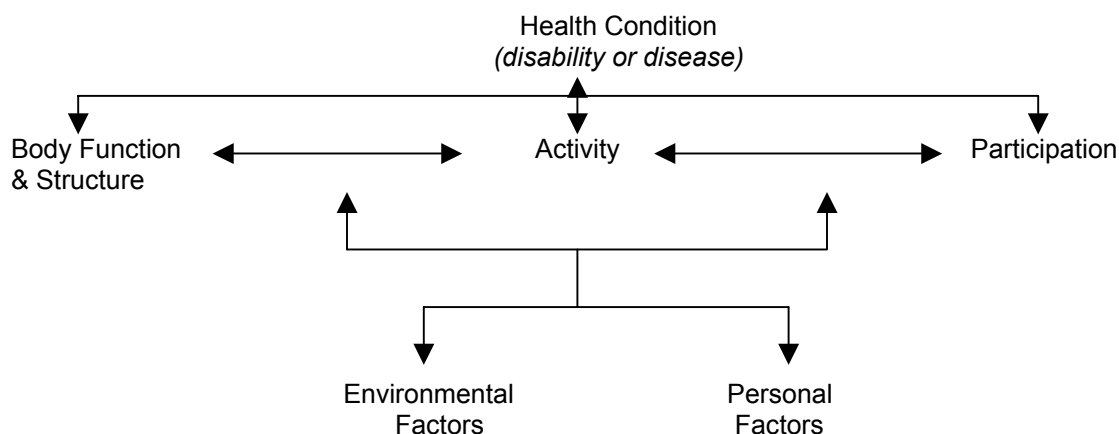 Health Condition
(disability or disease)
Body Function
& Structure
Activity
Participation
Environmental
Factors
Personal
Factors